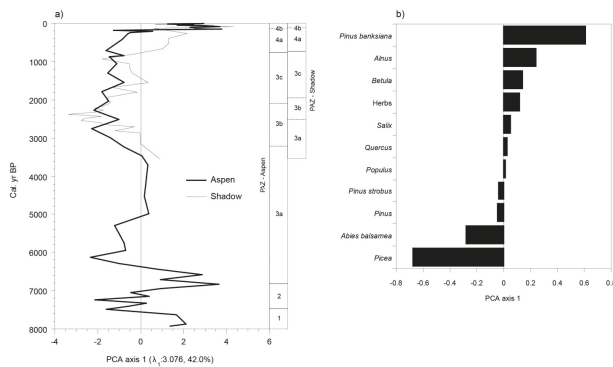 a)
0
1000
2000
3000
4000
5000
6000
7000
8000
Cal. yr BP
-4
-2
0
2
4
6
PCA axis 1 (λ1:3.076, 42.0%)
Aspen
Shadow
PAZ - Aspen
4b
4a
3c
3b
3a
2
1
PAZ - Shadow
4b
4a
3c
3b
3a
b)
Pinus banksiana
Alnus
Betula
Herbs
Salix
Quercus
Populus
Pinus strobus
Pinus
Abies balsamea
Picea
-0.8
-0.6
-0.4
-0.2
0
0.2
0.4
0.6
0.8
PCA axis 1